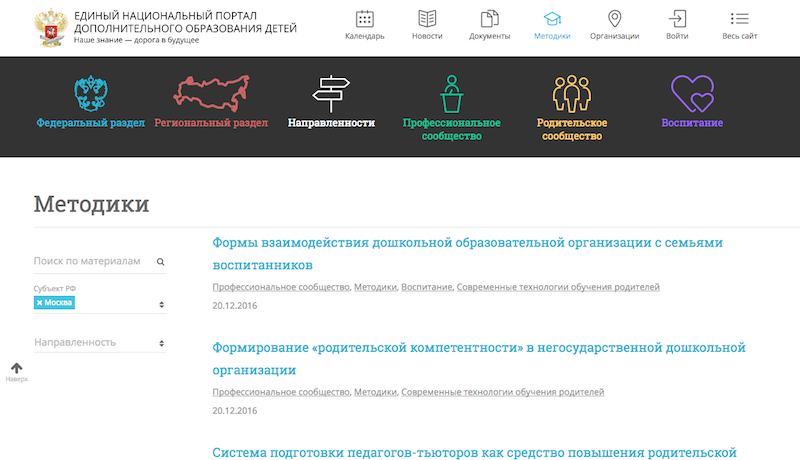 ЕДИНЫЙ НАЦИОНАЛЬНЫЙ ПОРТАЛ
ДОПОЛНИТЕЛЬНОГО ОБРАЗОВАНИЯ ДЕТЕЙ
Наше знание — дорога в будущее
Календарь
Новости
Документы
Методики
Организации
Войти
Весь сайт
Федеральный раздел
Региональный раздел
Направленности
Профессиональное
сообщество
Родительское
сообщество
Воспитание
Методики
Поиск по материалам
Субъект РФ
× Москва
Направленность
Наверх
Формы взаимодействия дошкольной образовательной организации с семьями
воспитанников
Профессиональное сообщество, Методики, Воспитание, Современные технологии обучения родителей
20.12.2016
Формирование «родительской компетентности» в негосударственной дошкольной
организации
Профессиональное сообщество, Методики, Современные технологии обучения родителей
20.12.2016
Система подготовки педагогов-тьюторов как средство повышения родительской